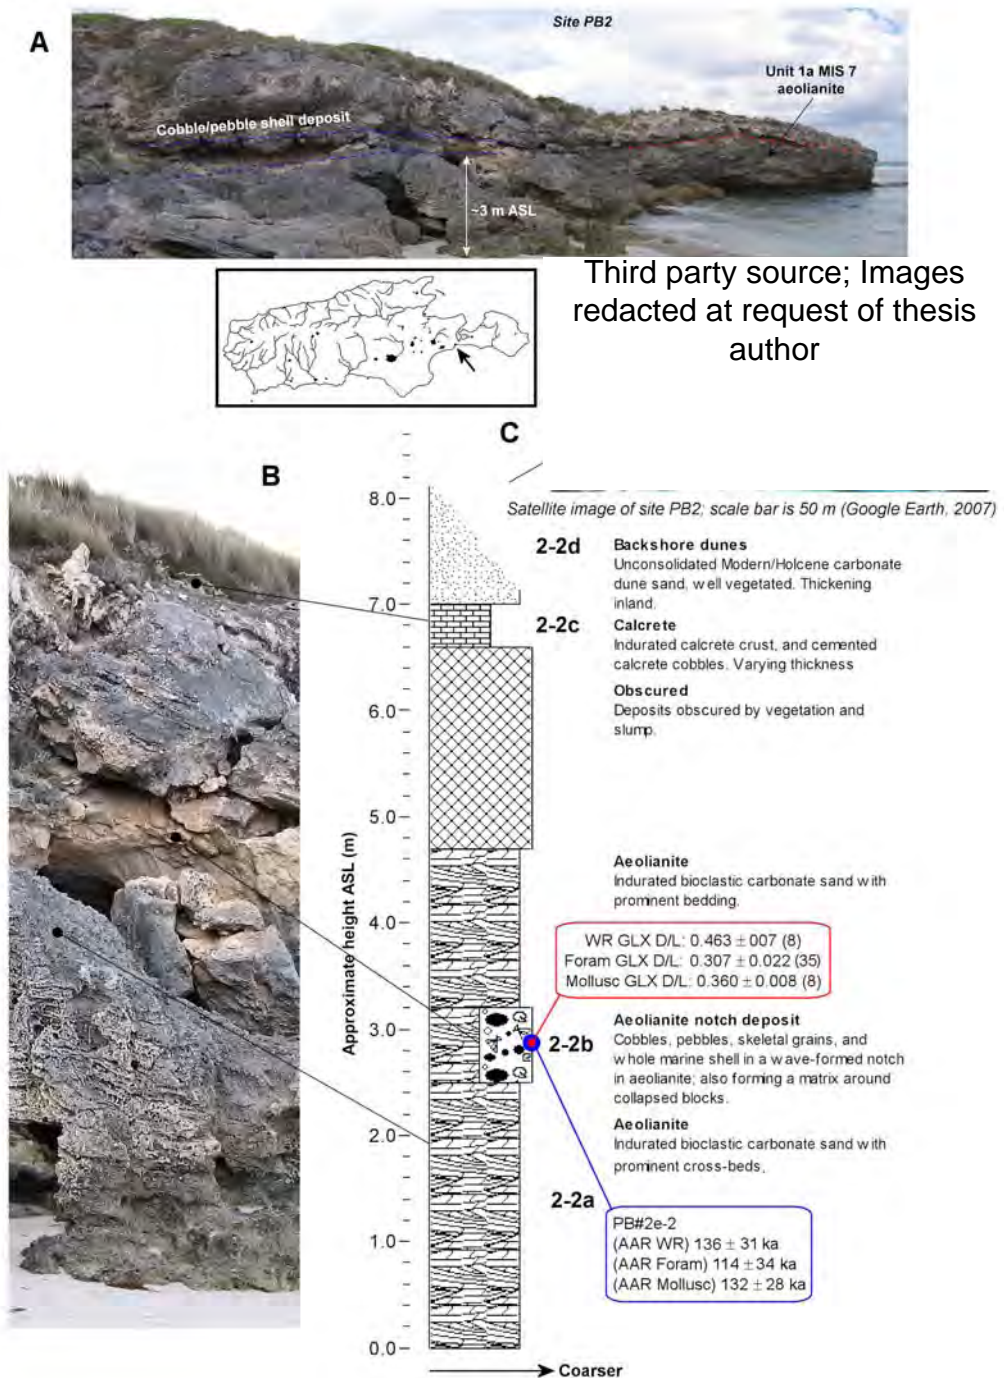 A
Site PB2
Unit 1a MIS 7
aeolianite
Cobble/pebble shell deposit
~3 m ASL
Third party source; Images
redacted at request of thesis
author
B
C
Satellite image of site PB2; scale bar is 50 m (Google Earth, 2007)
Approximate height ASL (m)
8.0
7.0
6.0
5.0
4.0
3.0
2.0
1.0
0.0
2-2d
Backshore dunes
Unconsolidated Modern/Holcene carbonate
dune sand, well vegetated. Thickening
inland.
2-2c
Calcrete
Indurated calcrete crust, and cemented
calcrete cobbles. Varying thickness
Obscured
Deposits obscured by vegetation and
slump.
Aeolianite
Indurated bioclastic carbonate sand with
prominent bedding.
WR GLX D/L: 0.463 ± 007 (8)
Foram GLX D/L: 0.307 ± 0.022 (35)
Mollusc GLX D/L: 0.360 ± 0.008 (8)
2-2b
Aeolianite notch deposit
Cobbles, pebbles, skeletal grains, and
whole marine shell in a wave-formed notch
in aeolianite; also forming a matrix around
collapsed blocks.
Aeolianite
Indurated bioclastic carbonate sand with
prominent cross-beds.
2-2a
PB#2e-2
(AAR WR) 136 ± 31 ka
(AAR Foram) 114 ± 34 ka
(AAR Mollusc) 132 ± 28 ka
Coarser